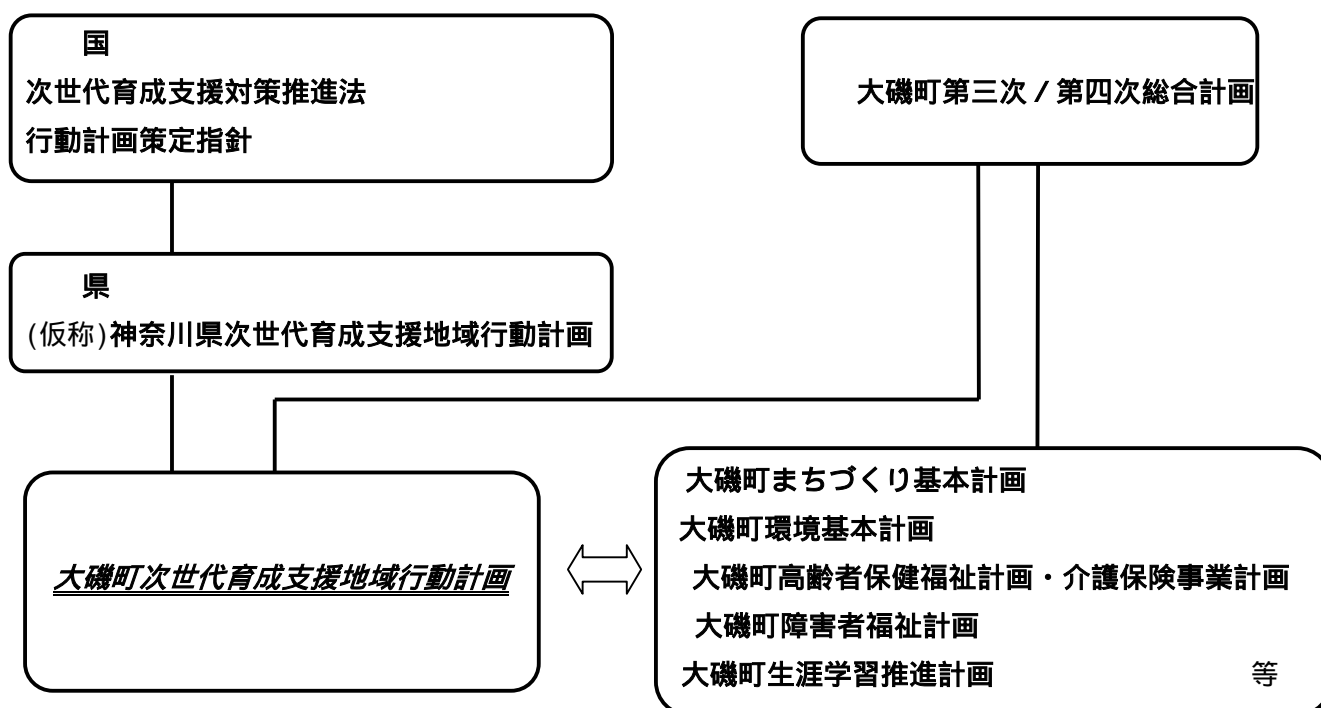 国
次世代育成支援対策推進法
行動計画策定指針
大磯町第三次/第四次総合計画
県
(仮称)神奈川県次世代育成支援地域行動計画
大磯町次世代育成支援地域行動計画
大磯町まちづくり基本計画
大磯町環境基本計画
大磯町高齢者保健福祉計画・介護保険事業計画
大磯町障害者福祉計画
大磯町生涯学習推進計画 等